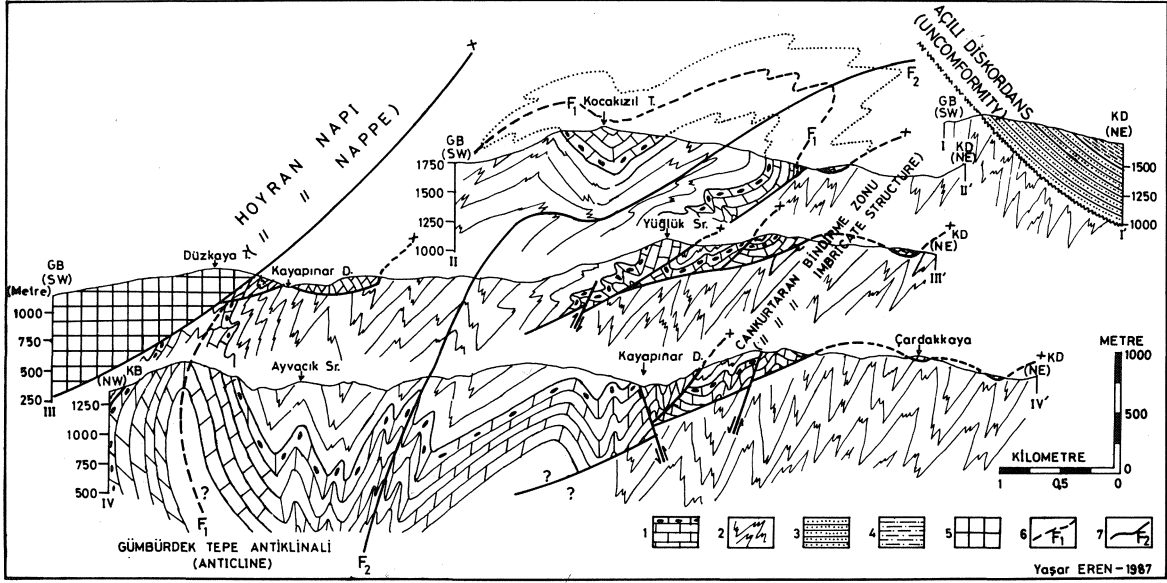 AÇILI DİSKORDANS
(UNCOMFORMITY)
HOYRAN NAPI
( // // NAPPE)
F1
Kocakızıl T.
F2
F1
GB
(SW)
KD
(NE)
GB
(SW)
1750
1500
1250
1000
II
I
KD
(NE)
II'
1500
1250
1000
I'
Yüğlük Sr.
CANKURTARAN BİNDİRME ZONU
( // // // IMBRICATE STRUCTURE)
KD
(NE)
III'
GB
(SW)
(Metre)
Düzkaya T.
Kayapınar D.
1000
750
500
250
III
KB
(NW)
Ayvacık Sr.
Kayapınar D.
Çardakkaya
KD
(NE)
IV'
1250
1000
750
500
IV
?
F1
? ?
F2
GÜMBÜRDEK TEPE ANTİKLİNALİ
(ANTICLINE)
METRE
1000
500
0
KİLOMETRE
1 0,5 0
1 2 3 4 5 6 F1 7 F2
Yaşar EREN-1987